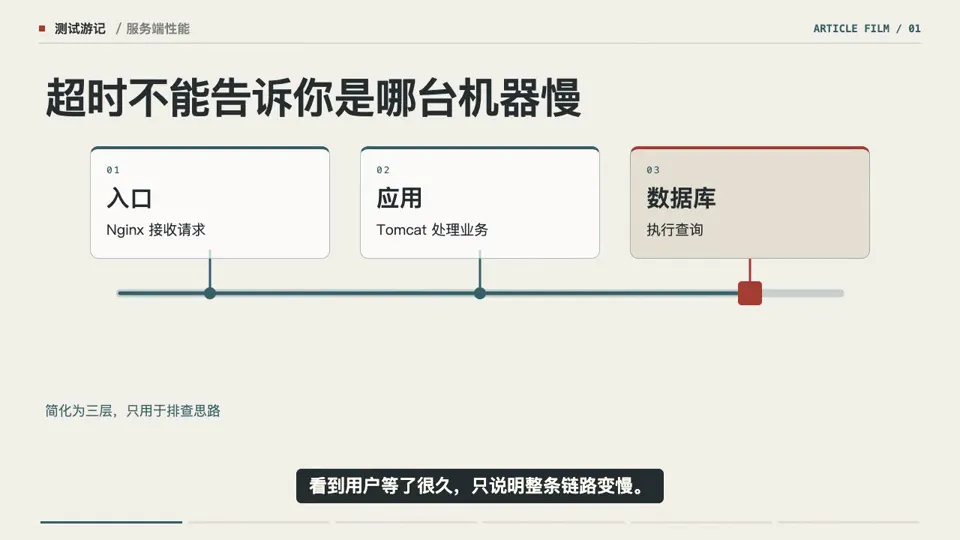 测试游记 / 服务端性能
ARTICLE FILM / 01
超时不能告诉你是哪台机器慢
01
入口
Nginx 接收请求
02
应用
Tomcat 处理业务
03
数据库
执行查询
简化为三层，只用于排查思路
看到用户等了很久，只说明整条链路变慢。